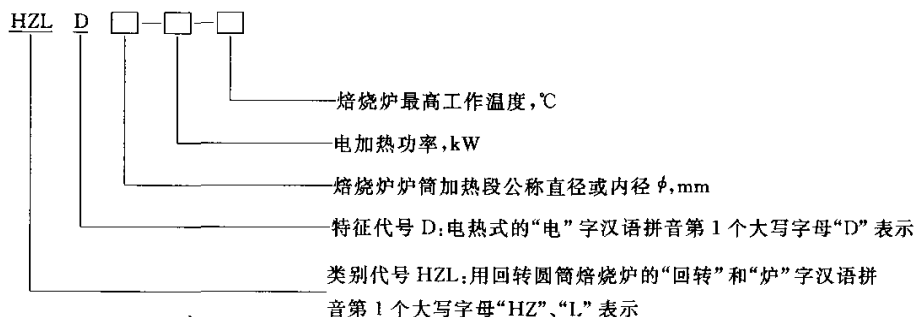 HZL D □—□—□
焙烧炉最高工作温度,℃
电加热功率,kW
焙烧炉炉筒加热段公称直径或内径 ϕ,mm
特征代号 D:电热式的“电”字汉语拼音第 1 个大写字母“D”表示
类别代号 HZL:用回转圆筒焙烧炉的“回转”和“炉”字汉语拼
音第 1 个大写字母“HZ”、“L”表示